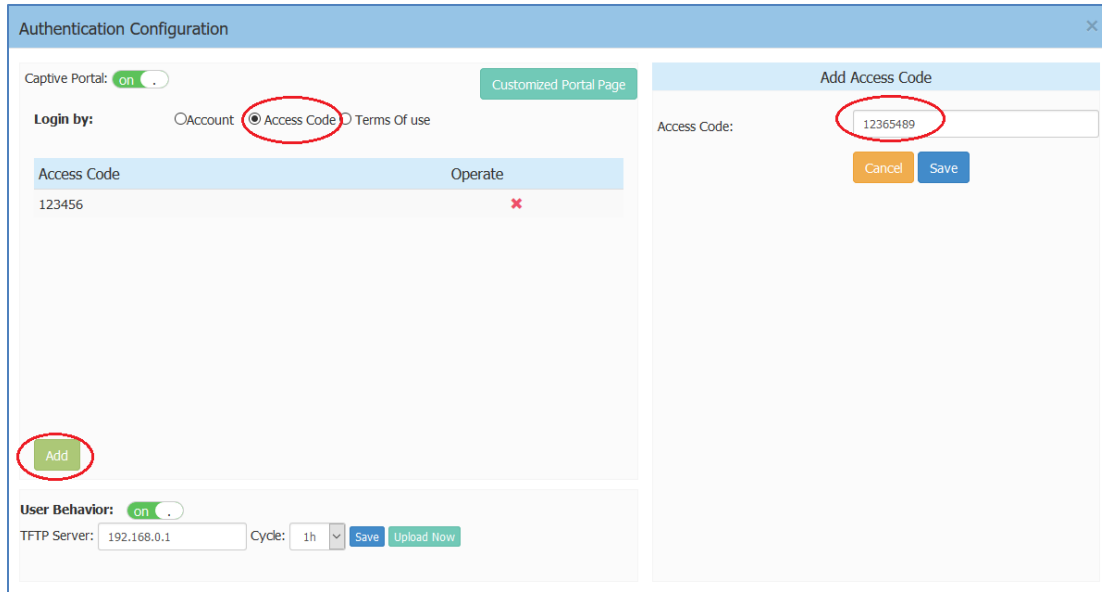 Authentication Configuration ×
Captive Portal: on .
Customized Portal Page
Login by: Account Access Code Terms Of use
Access Code Operate
123456
Add
User Behavior: on .
TFTP Server: 192.168.0.1 Cycle: 1h Save Upload Now
Add Access Code
Access Code: 12365489
Cancel Save